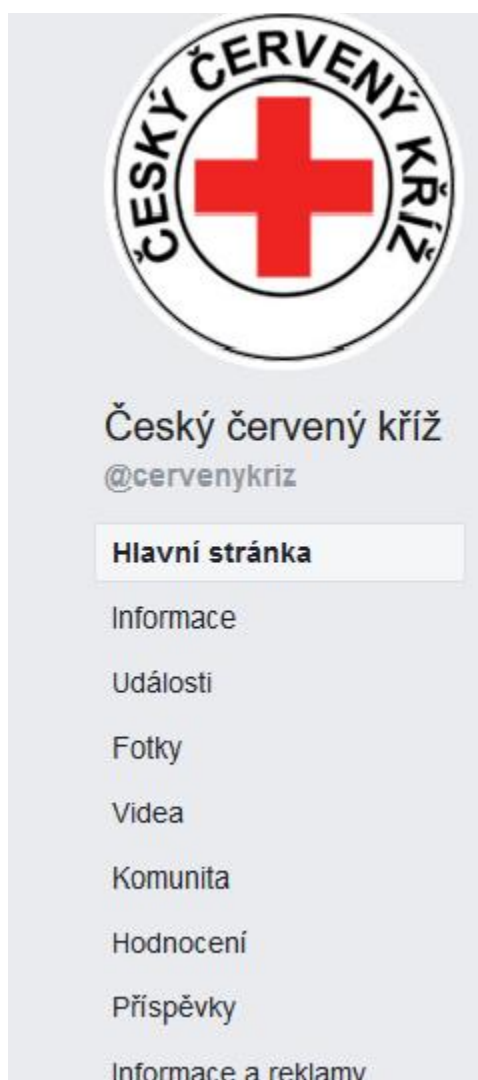 ČESKÝ ČERVENÝ KŘÍŽ
Český červený kříž
@cervenykriz
Hlavní stránka
Informace
Události
Fotky
Videa
Komunita
Hodnocení
Příspěvky
Informace a reklamy